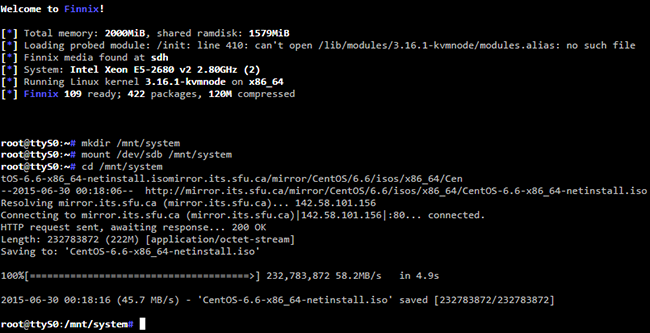 Welcome to Finnix!
[*] Total memory: 2000MiB, shared ramdisk: 1579MiB
[*] Loading probed module: /init: line 410: can't open /lib/modules/3.16.1-kvmnode/modules.alias: no such file
[*] Finnix media found at sdh
[*] System: Intel Xeon E5-2680 v2 2.80GHz (2)
[*] Running Linux kernel 3.16.1-kvmnode on x86_64
[*] Finnix 109 ready; 422 packages, 120M compressed
root@ttyS0:~# mkdir /mnt/system
root@ttyS0:~# mount /dev/sdb /mnt/system
root@ttyS0:~# cd /mnt/system
tOS-6.6-x86_64-netinstall.isomirror.its.sfu.ca/mirror/CentOS/6.6/isos/x86_64/Cen
--2015-06-30 00:18:06--  http://mirror.its.sfu.ca/mirror/CentOS/6.6/isos/x86_64/CentOS-6.6-x86_64-netinstall.iso
Resolving mirror.its.sfu.ca (mirror.its.sfu.ca)... 142.58.101.156
Connecting to mirror.its.sfu.ca (mirror.its.sfu.ca)|142.58.101.156|:80... connected.
HTTP request sent, awaiting response... 200 OK
Length: 232783872 (222M) [application/octet-stream]
Saving to: 'CentOS-6.6-x86_64-netinstall.iso'
100%[======================================>] 232,783,872 58.2MB/s   in 4.9s
2015-06-30 00:18:16 (45.7 MB/s) - 'CentOS-6.6-x86_64-netinstall.iso' saved [232783872/232783872]
root@ttyS0:/mnt/system#